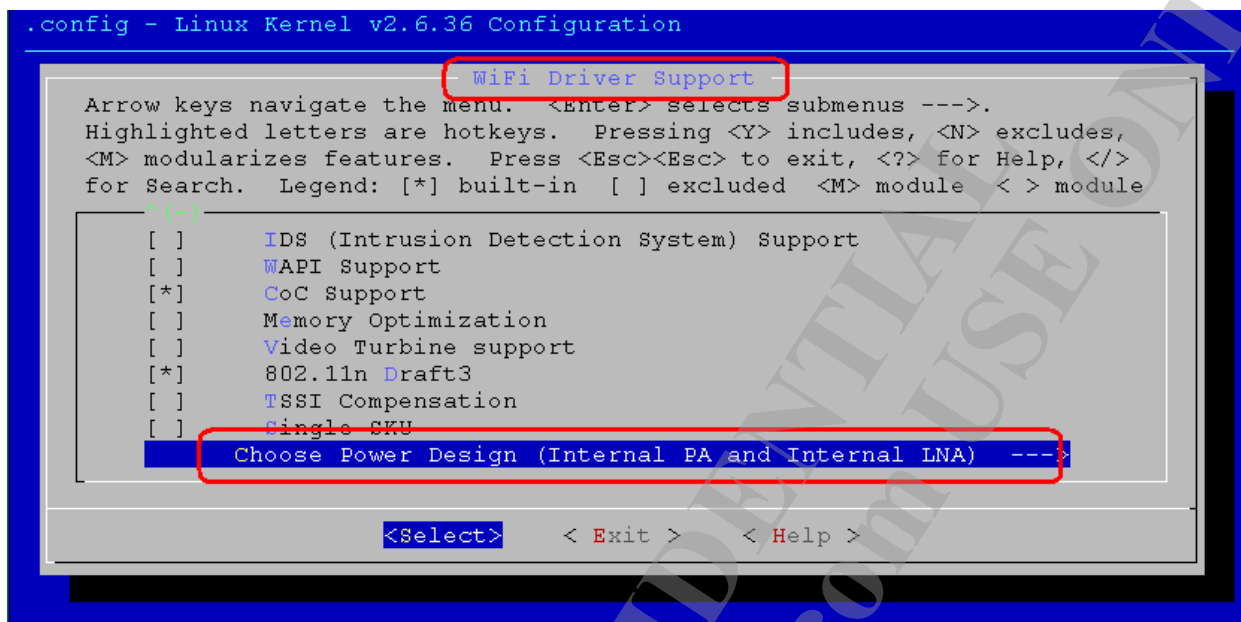 .config - Linux Kernel v2.6.36 Configuration
WiFi Driver Support
Arrow keys navigate the menu.  <Enter> selects submenus --->.
Highlighted letters are hotkeys.  Pressing <Y> includes, <N> excludes,
<M> modularizes features.  Press <Esc><Esc> to exit, <?> for Help, </>
for Search.  Legend: [*] built-in  [ ] excluded  <M> module  < > module
^(-)
[ ]     IDS (Intrusion Detection System) Support
[ ]     WAPI Support
[*]     CoC Support
[ ]     Memory Optimization
[ ]     Video Turbine support
[*]     802.11n Draft3
[ ]     TSSI Compensation
[ ]     Single SKU
Choose Power Design (Internal PA and Internal LNA)  --->
<Select>    < Exit >    < Help >